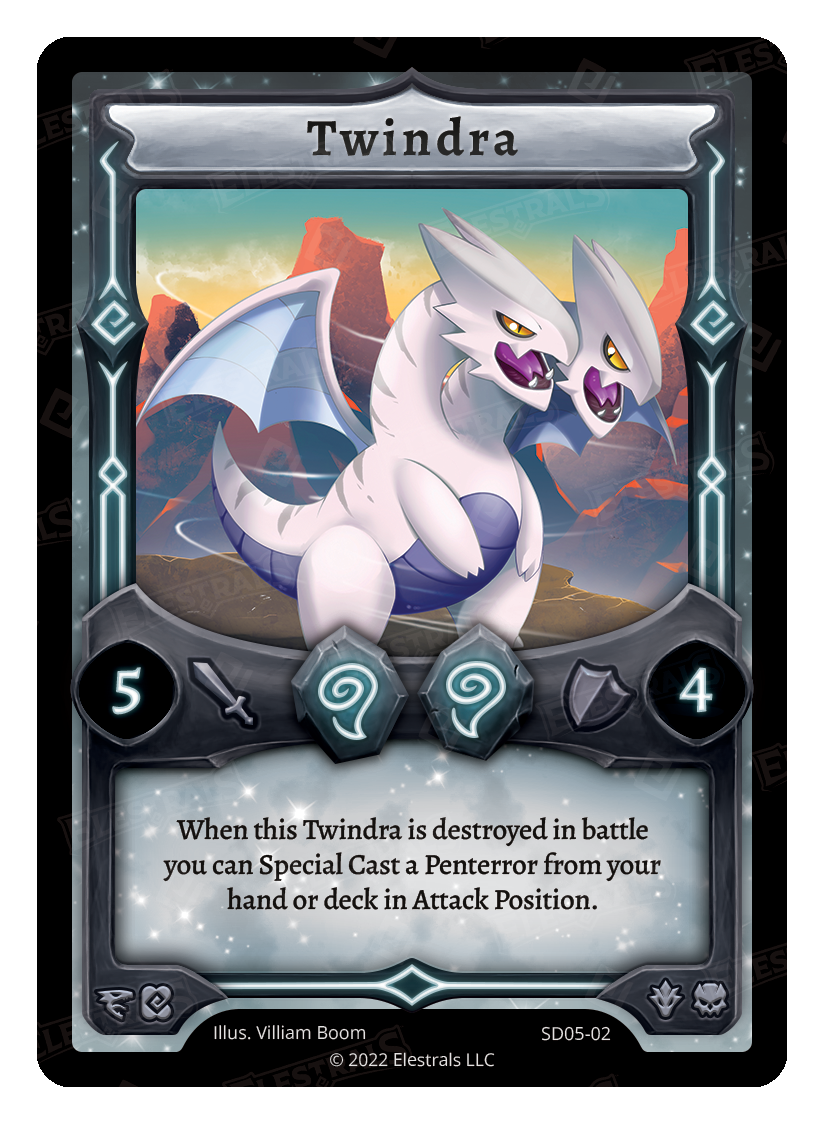 Twindra
5
4
When this Twindra is destroyed in battle
you can Special Cast a Penterror from your
hand or deck in Attack Position.
Illus. Villiam Boom
SD05-02
© 2022 Elestrals LLC
ELESTRALS